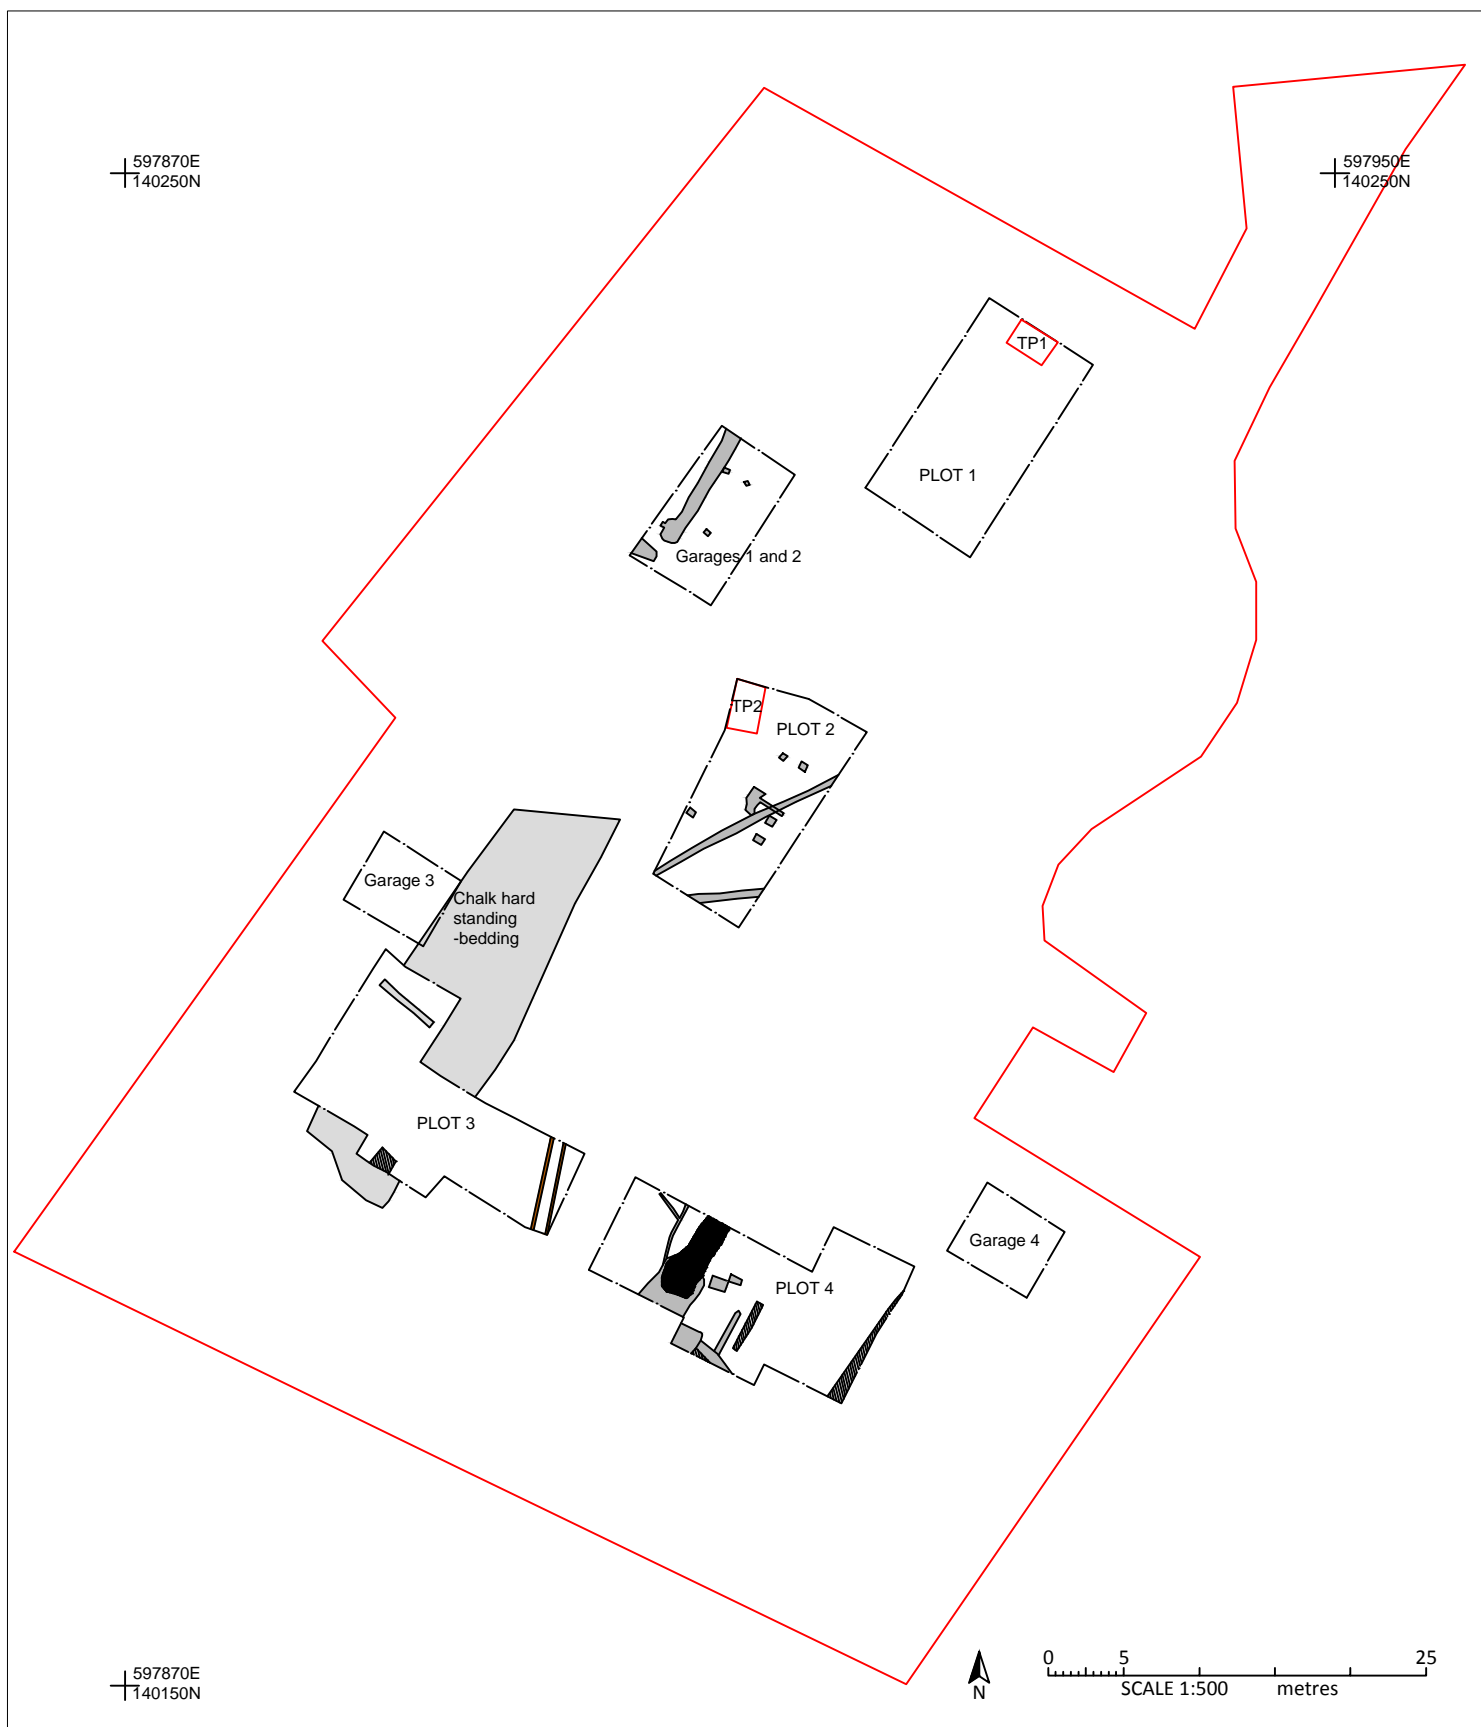 597870E
140250N
597950E
140250N
TP1
PLOT 1
Garages 1 and 2
TP2
PLOT 2
Garage 3
Chalk hard
standing
-bedding
PLOT 3
Garage 4
PLOT 4
597870E
140150N
N
0 5 25
SCALE 1:500 metres